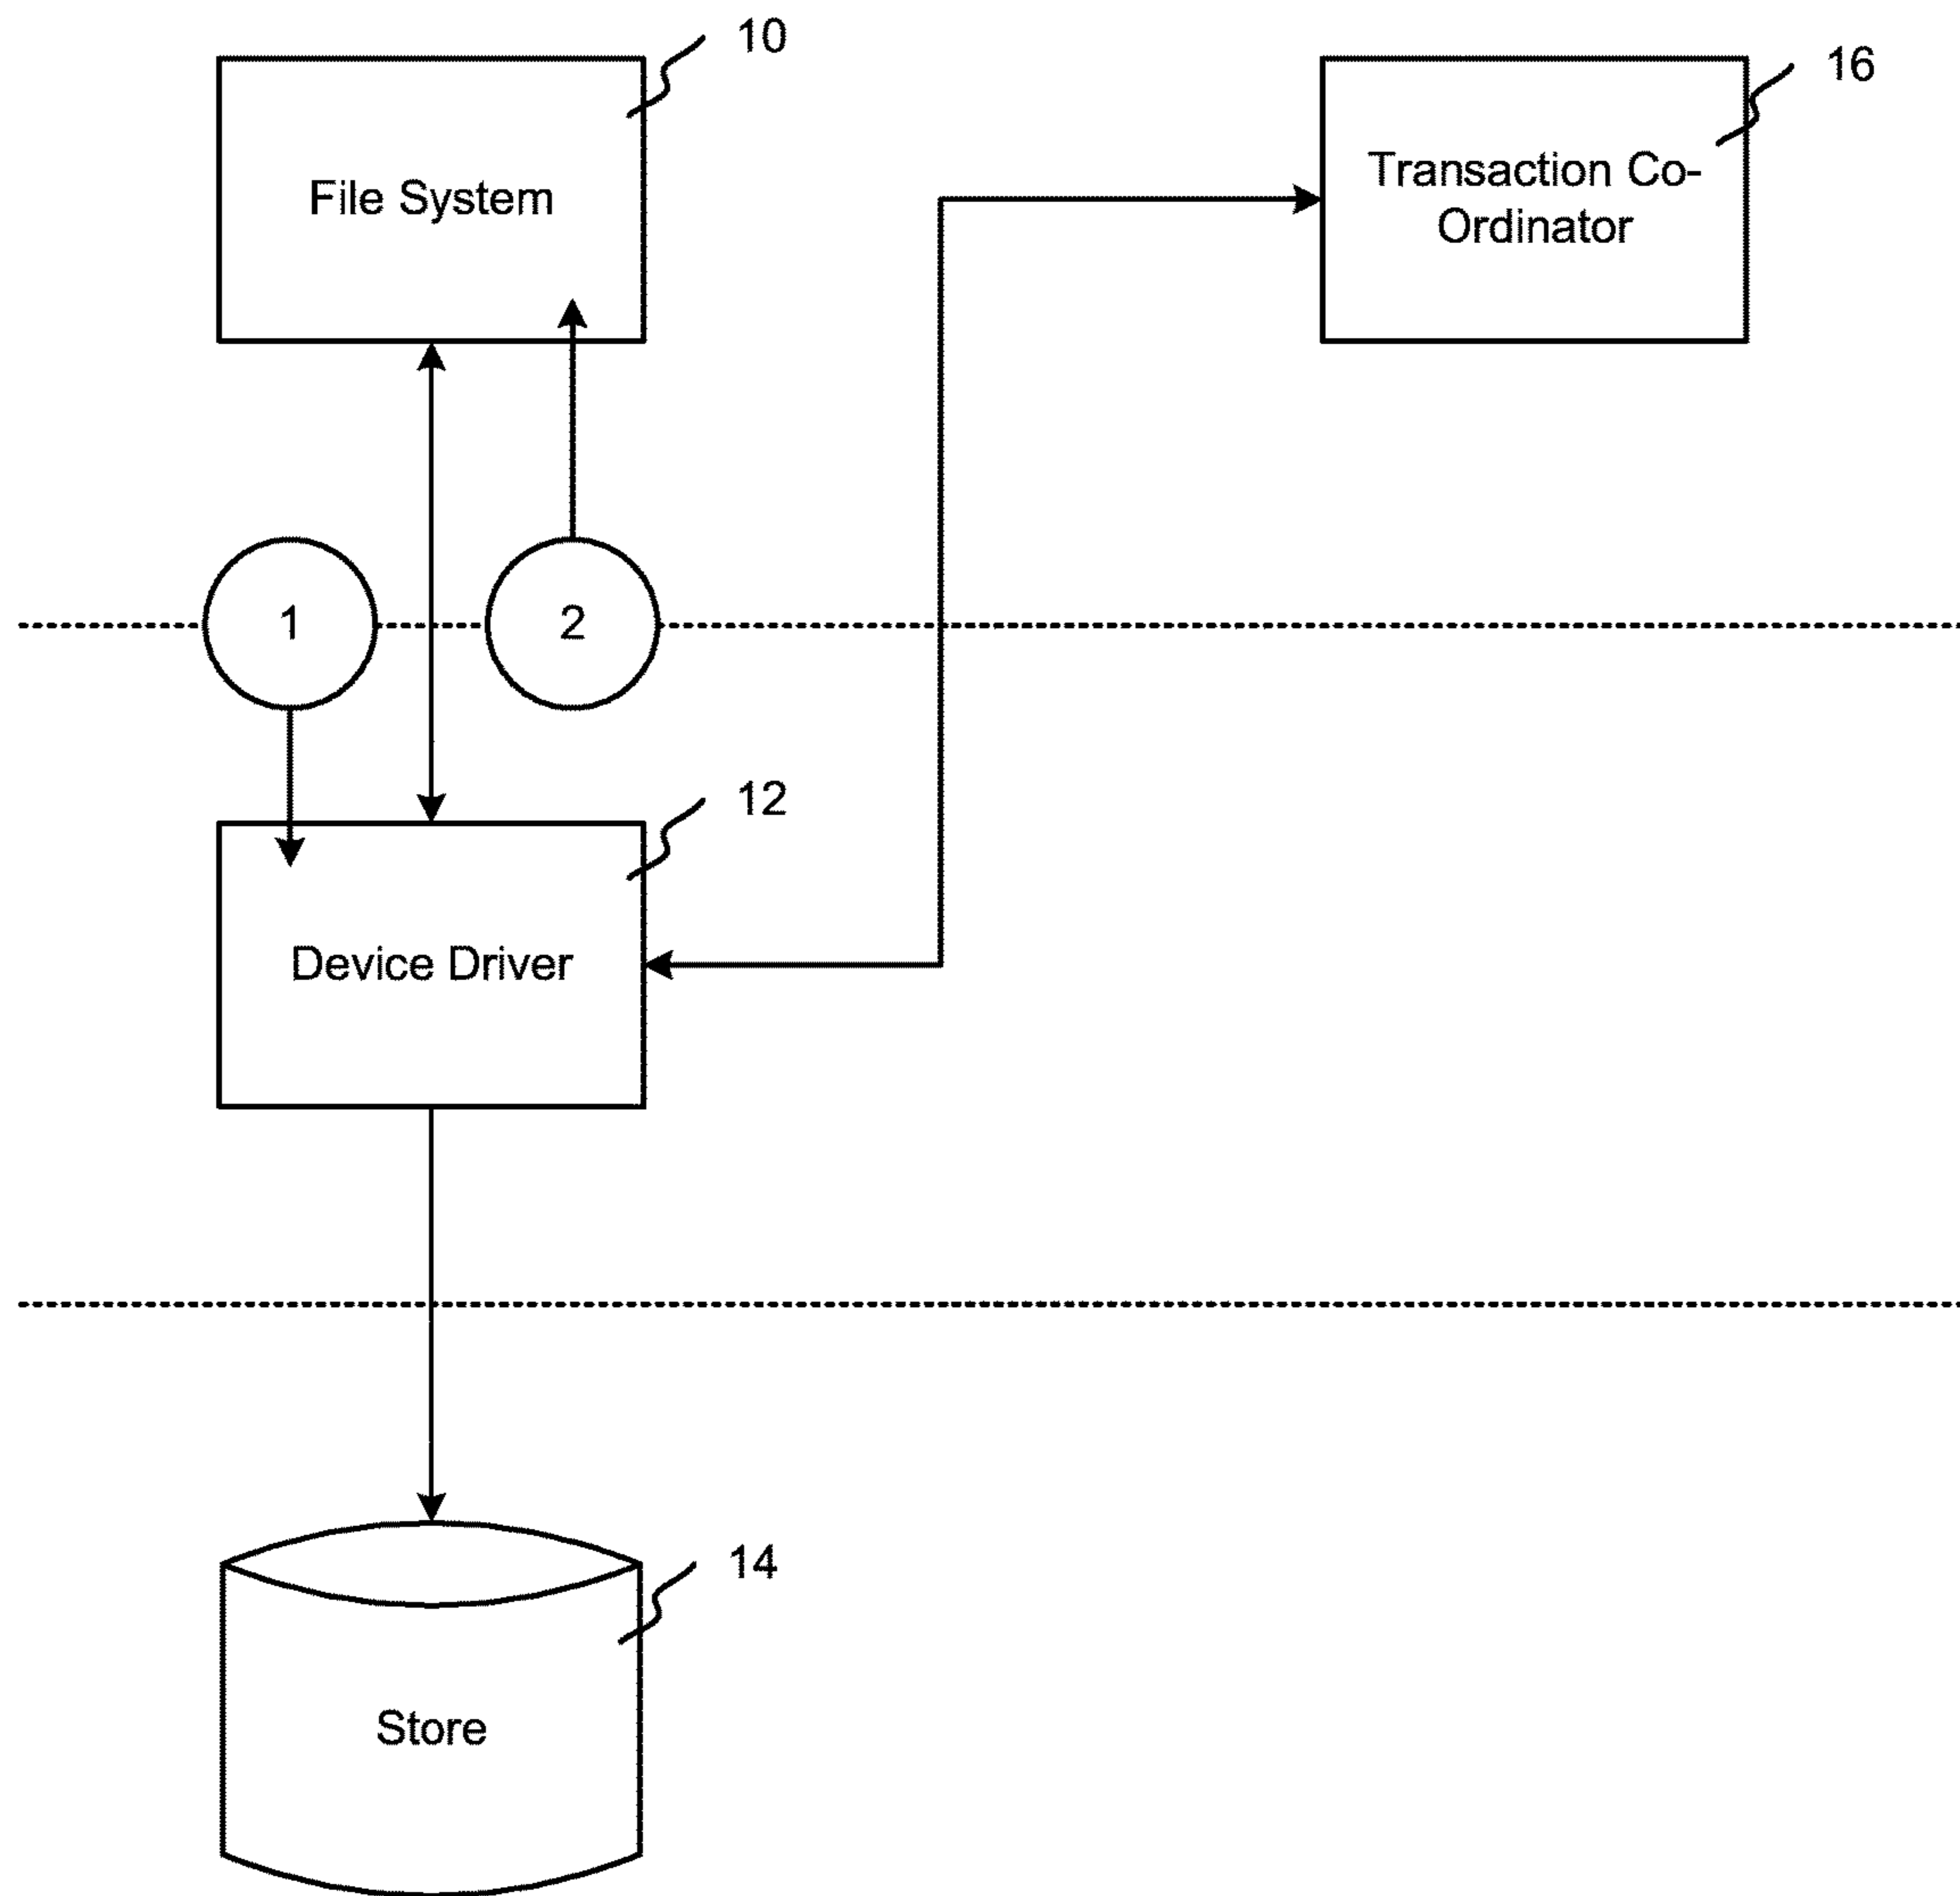 10
16
File System
Transaction Co-
Ordinator
1
2
12
Device Driver
14
Store